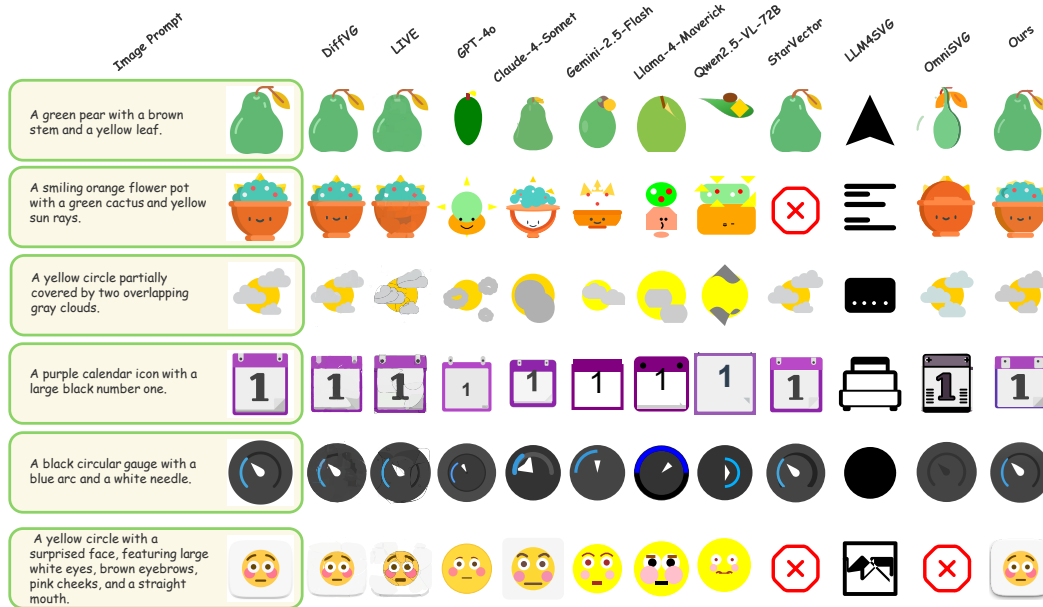 Image Prompt
DiffVG
LIVE
GPT-4o
Claude-4-Sonnet
Gemini-2.5-Flash
Llama-4-Maverick
Qwen2.5-VL-72B
StarVector
LLM4SVG
OmniSVG
Ours
A green pear with a brown
stem and a yellow leaf.
A smiling orange flower pot
with a green cactus and yellow
sun rays.
A yellow circle partially
covered by two overlapping
gray clouds.
A purple calendar icon with a
large black number one.
1
1
1
1
1
1
1
1
1
1
1
A black circular gauge with a
blue arc and a white needle.
A yellow circle with a
surprised face, featuring large
white eyes, brown eyebrows,
pink cheeks, and a straight
mouth.